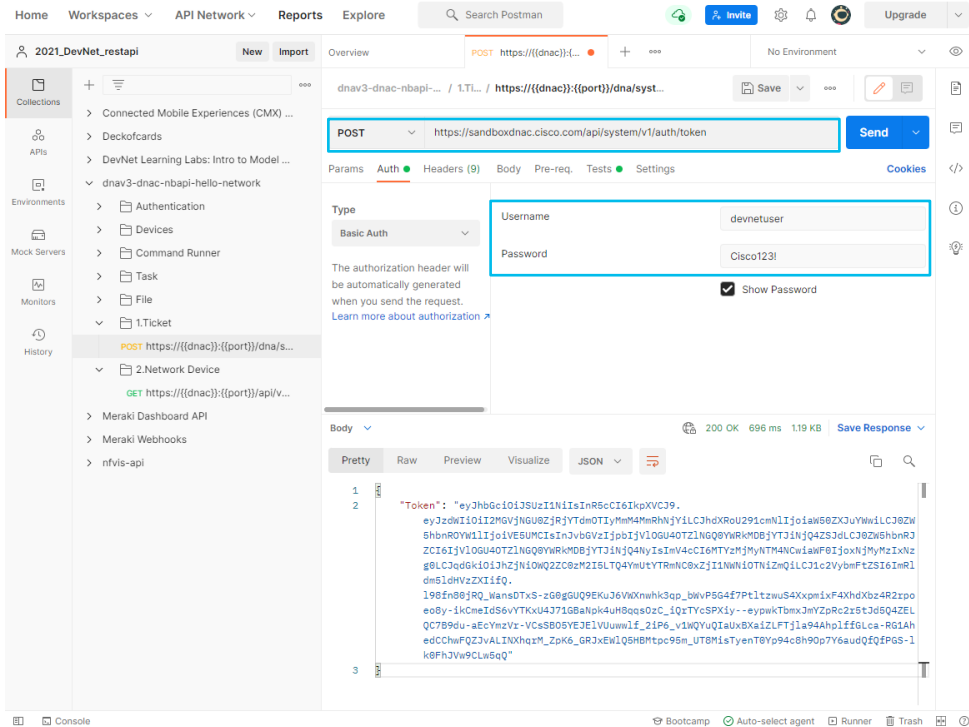 Home Workspaces API Network Reports Explore Search Postman Invite Upgrade
2021_DevNet_restapi New Import
Overview POST https://{{dnac}}:{... No Environment
Collections
APIs
Environments
Mock Servers
Monitors
History
Connected Mobile Experiences (CMX) ...
Deckofcards
DevNet Learning Labs: Intro to Model ...
dnav3-dnac-nbapi-hello-network
Authentication
Devices
Command Runner
Task
File
1.Ticket
POST https://{{dnac}}:{{port}}/dna/s...
2.Network Device
GET https://{{dnac}}:{{port}}/api/v...
Meraki Dashboard API
Meraki Webhooks
nfvis-api
dnav3-dnac-nbapi-... / 1.Ti... / https://{{dnac}}:{{port}}/dna/syst... Save
POST https://sandboxdnac.cisco.com/api/system/v1/auth/token Send
Params Auth Headers (9) Body Pre-req. Tests Settings Cookies
Type
Basic Auth
The authorization header will
be automatically generated
when you send the request.
Learn more about authorization
Username devnetuser
Password Cisco123!
Show Password
Body 200 OK 696 ms 1.19 KB Save Response
Pretty Raw Preview Visualize JSON
1 {
2 "Token": "eyJhbGciOiJSUzI1NiIsInR5cCI6IkpXVCJ9.
3 }
Console Bootcamp Auto-select agent Runner Trash